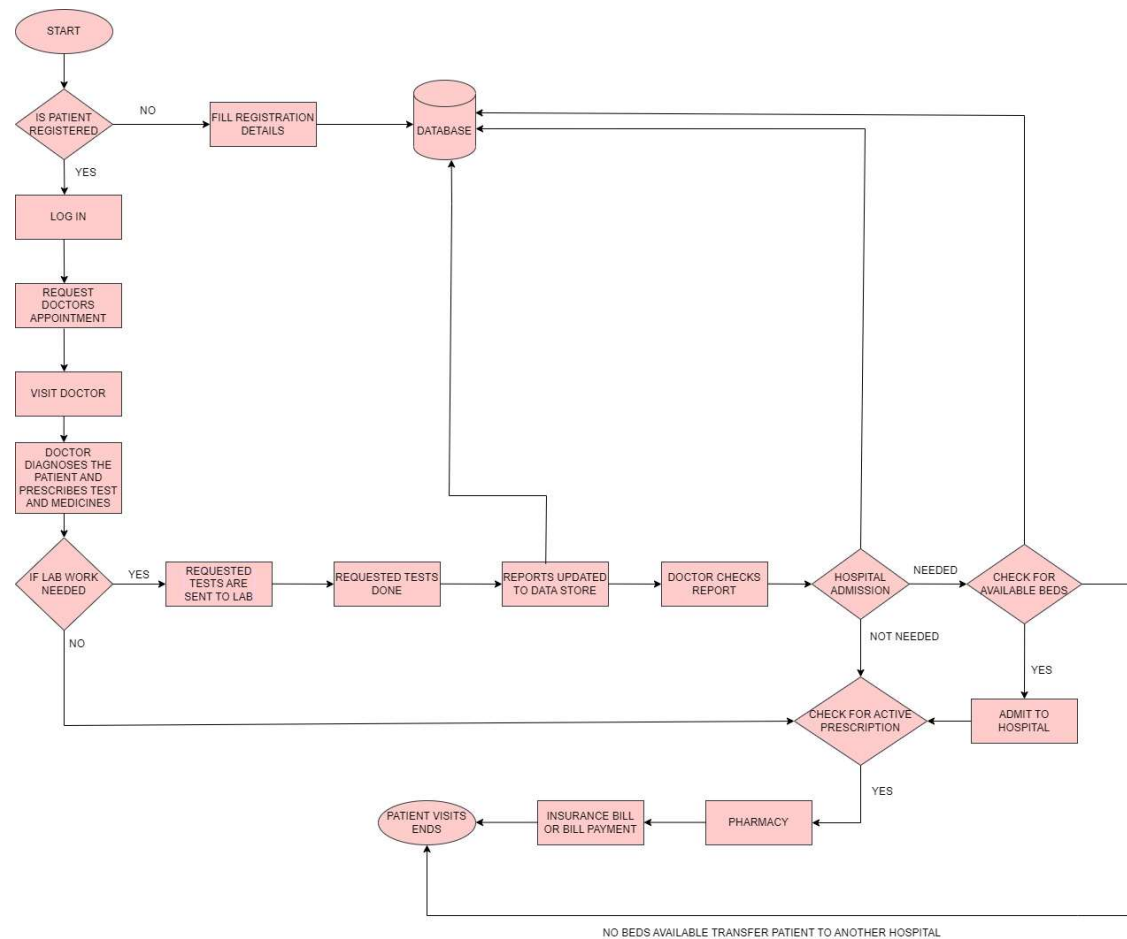 START
IS PATIENT
REGISTERED
NO
FILL REGISTRATION
DETAILS
DATABASE
YES
LOG IN
REQUEST
DOCTORS
APPOINTMENT
VISIT DOCTOR
DOCTOR
DIAGNOSES THE
PATIENT AND
PRESCRIBES TEST
AND MEDICINES
IF LAB WORK
NEEDED
YES
REQUESTED
TESTS ARE
SENT TO LAB
REQUESTED TESTS
DONE
REPORTS UPDATED
TO DATA STORE
DOCTOR CHECKS
REPORT
HOSPITAL
ADMISSION
NEEDED
CHECK FOR
AVAILABLE BEDS
NO
NOT NEEDED
YES
CHECK FOR ACTIVE
PRESCRIPTION
ADMIT TO
HOSPITAL
YES
PATIENT VISITS
ENDS
INSURANCE BILL
OR BILL PAYMENT
PHARMACY
NO BEDS AVAILABLE TRANSFER PATIENT TO ANOTHER HOSPITAL